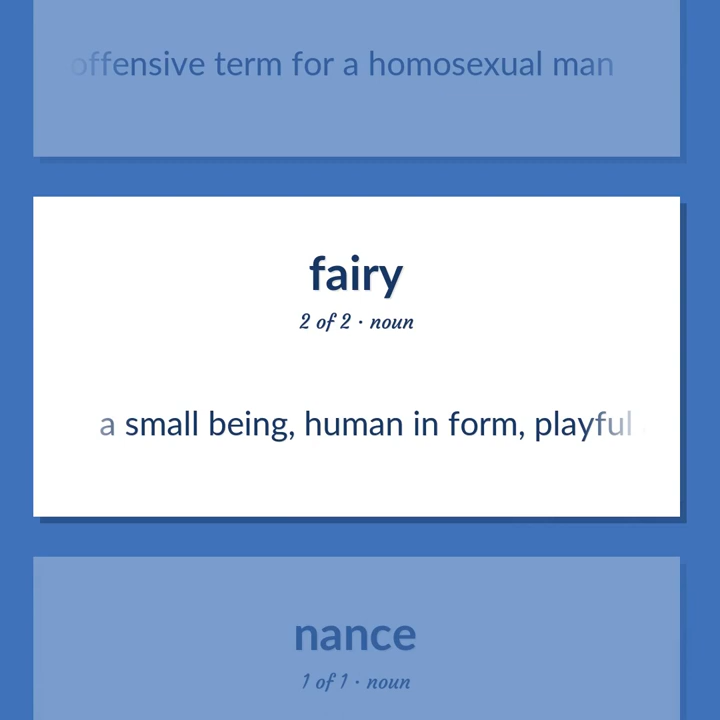 offensive term for a homosexual man
fairy
2 of 2 · noun
a small being, human in form, playful
nance
1 of 1 · noun